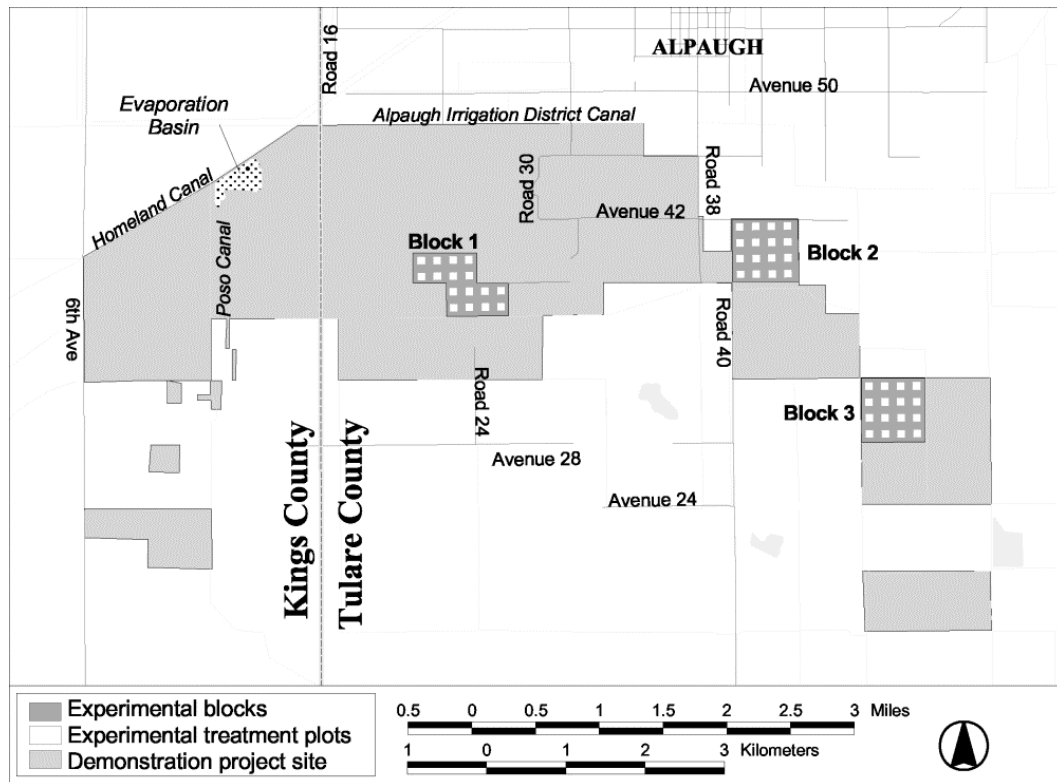 Road 16
ALPAUGH
Avenue 50
Evaporation
Basin
Alpaugh Irrigation District Canal
Road 30
Road 38
Homeland Canal
Avenue 42
Poso Canal
Block 1
Block 2
6th Ave
Road 40
Road 24
Block 3
Avenue 28
Avenue 24
Kings County
Tulare County
Experimental blocks
Experimental treatment plots
Demonstration project site
0.5 0 0.5 1 1.5 2 2.5 3 Miles
1 0 1 2 3 Kilometers